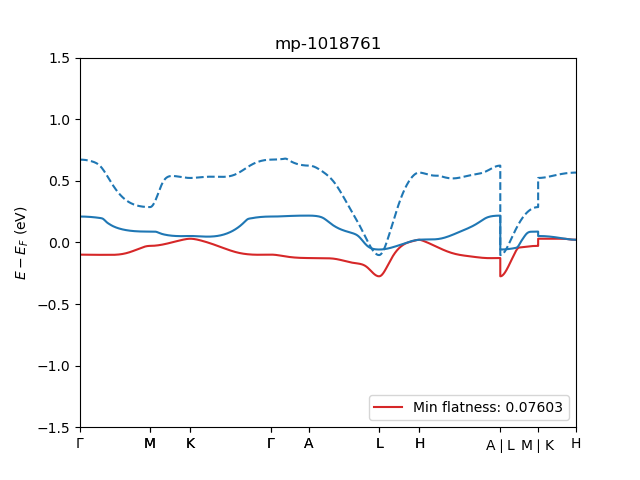 mp-1018761
1.5
1.0
0.5
0.0
−0.5
−1.0
−1.5
E − E_F (eV)
Min flatness: 0.07603
Γ M K Γ A L H A | L M | K H